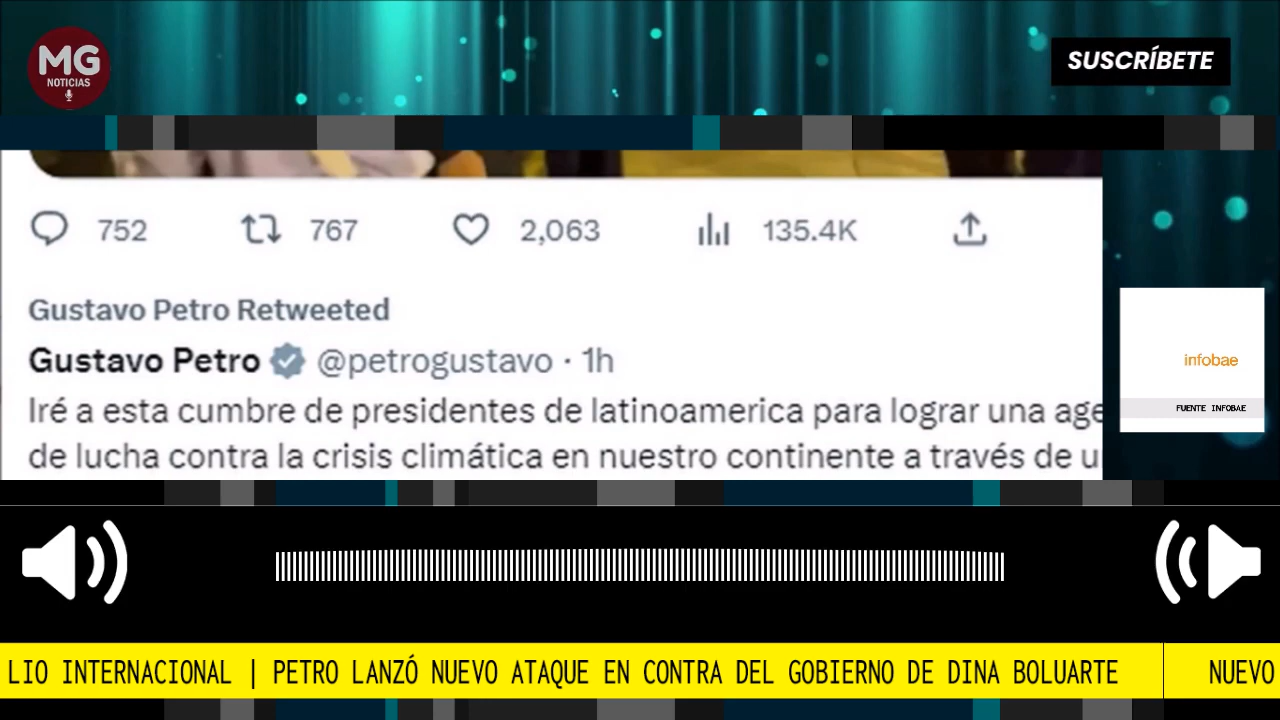 MG
NOTICIAS
SUSCRÍBETE
752 767 2,063 135.4K
Gustavo Petro Retweeted
Gustavo Petro @petrogustavo · 1h
Iré a esta cumbre de presidentes de latinoamerica para lograr una age
de lucha contra la crisis climática en nuestro continente a través de u
infobae
FUENTE INFOBAE
LIO INTERNACIONAL | PETRO LANZÓ NUEVO ATAQUE EN CONTRA DEL GOBIERNO DE DINA BOLUARTE NUEVO